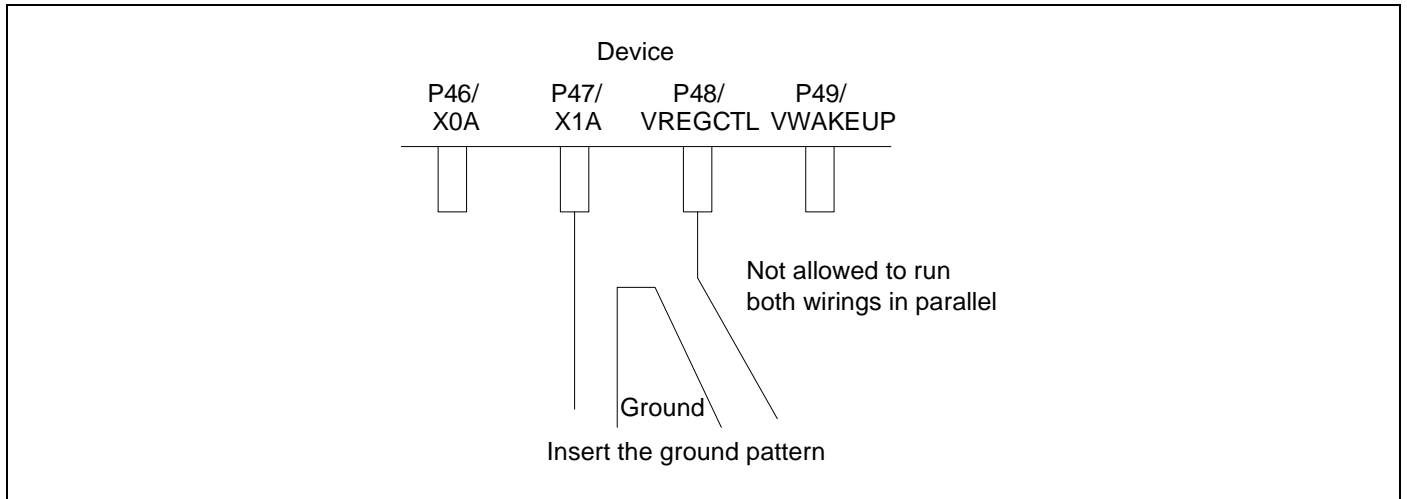 Device
P46/ P47/ P48/ P49/
X0A X1A VREGCTL VWAKEUP
Not allowed to run
both wirings in parallel
Ground
Insert the ground pattern